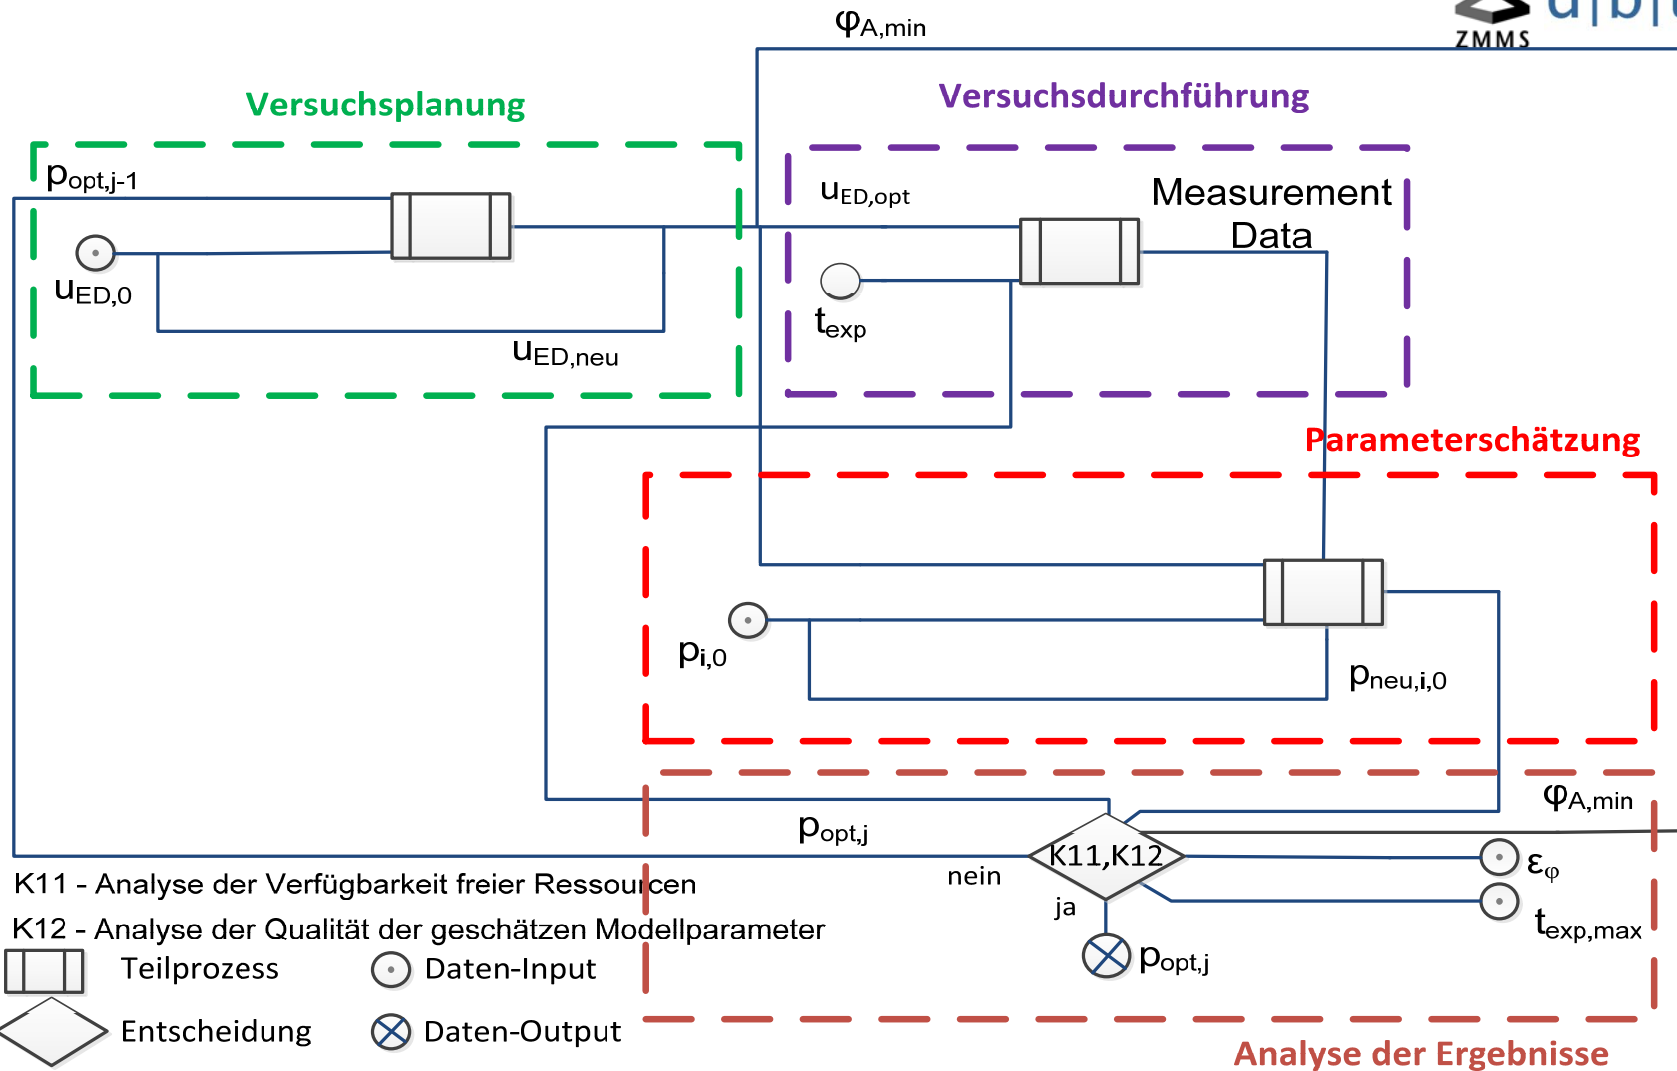 φA,min
ZMMS
Versuchsplanung
Versuchsdurchführung
popt,j-1
uED,0
uED,neu
uED,opt
Measurement
Data
texp
Parameterschätzung
pi,0
pneu,i,0
φA,min
popt,j
K11,K12
nein
ja
εφ
texp,max
popt,j
K11 - Analyse der Verfügbarkeit freier Ressourcen
K12 - Analyse der Qualität der geschätzen Modellparameter
Teilprozess
Daten-Input
Entscheidung
Daten-Output
Analyse der Ergebnisse